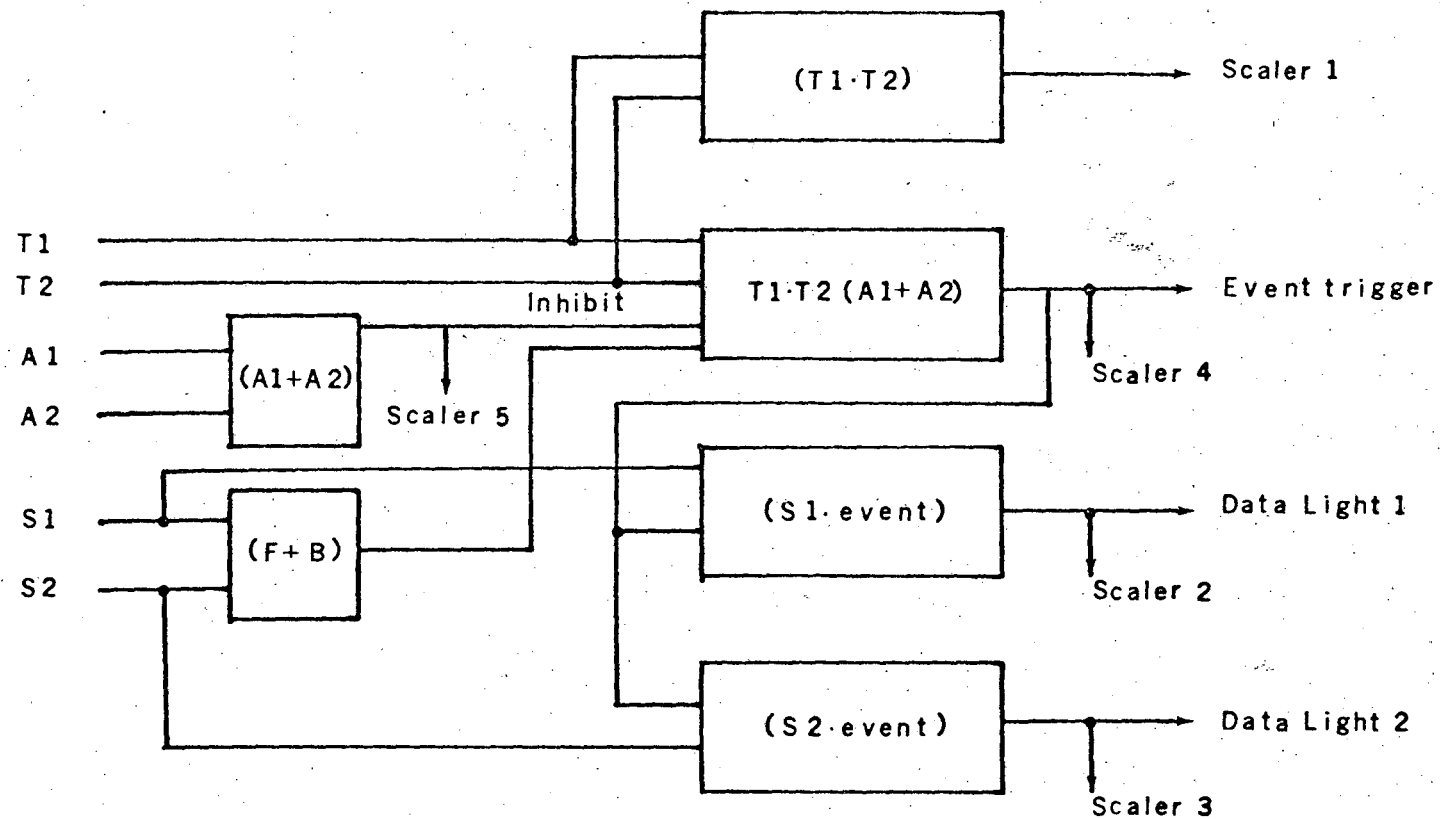 (T1·T2)
Scaler 1
T1
T2
Inhibit
T1·T2 (A1+A2)
Event trigger
A1
A2
(A1+A2)
Scaler 5
Scaler 4
S1
S2
(F+B)
(S1·event)
Data Light 1
Scaler 2
(S2·event)
Data Light 2
Scaler 3